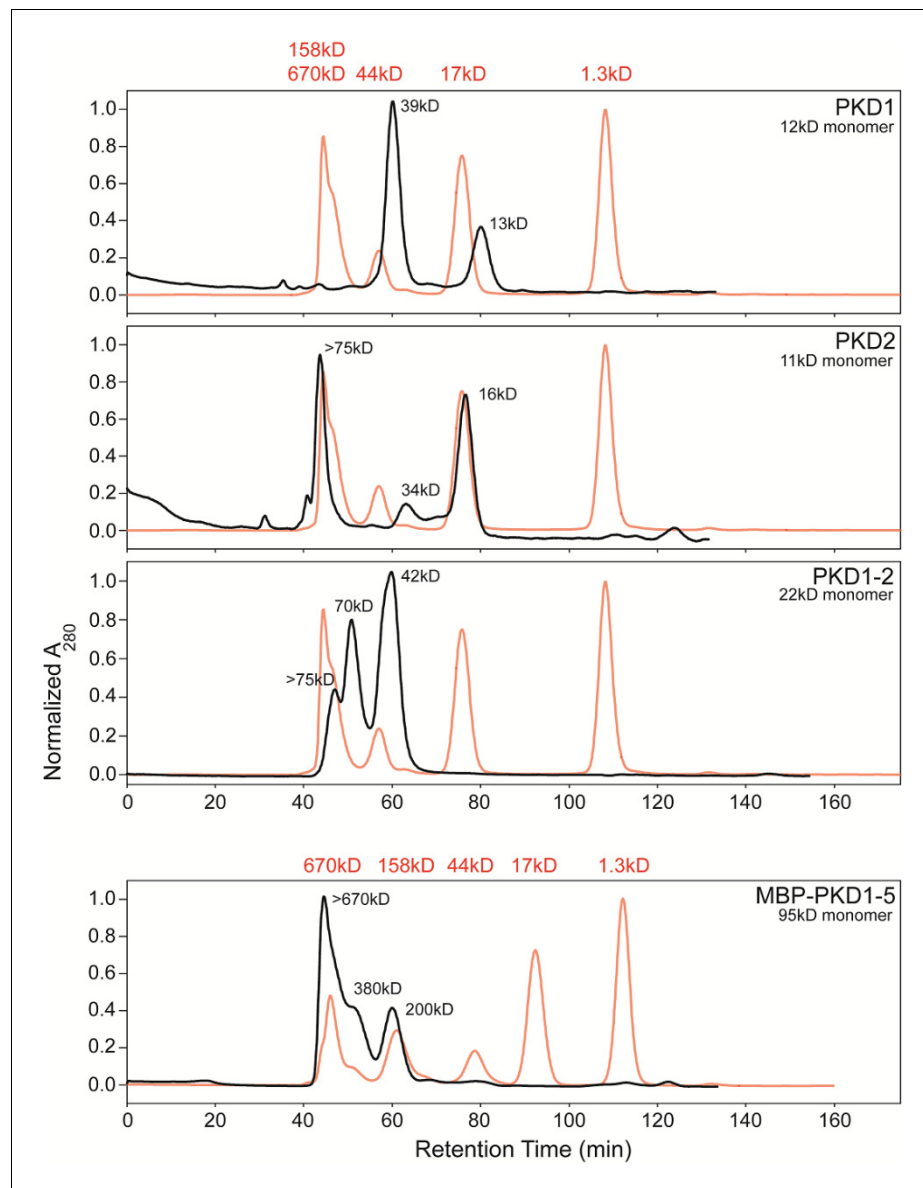 158kD
670kD 44kD 17kD 1.3kD
PKD1
12kD monomer
39kD
13kD
1.0
0.8
0.6
0.4
0.2
0.0
PKD2
11kD monomer
>75kD
16kD
34kD
1.0
0.8
0.6
0.4
0.2
0.0
PKD1-2
22kD monomer
42kD
70kD
>75kD
1.0
0.8
0.6
0.4
0.2
0.0
0 20 40 60 80 100 120 140 160
Normalized A280
670kD 158kD 44kD 17kD 1.3kD
MBP-PKD1-5
95kD monomer
>670kD
380kD
200kD
1.0
0.8
0.6
0.4
0.2
0.0
0 20 40 60 80 100 120 140 160
Retention Time (min)